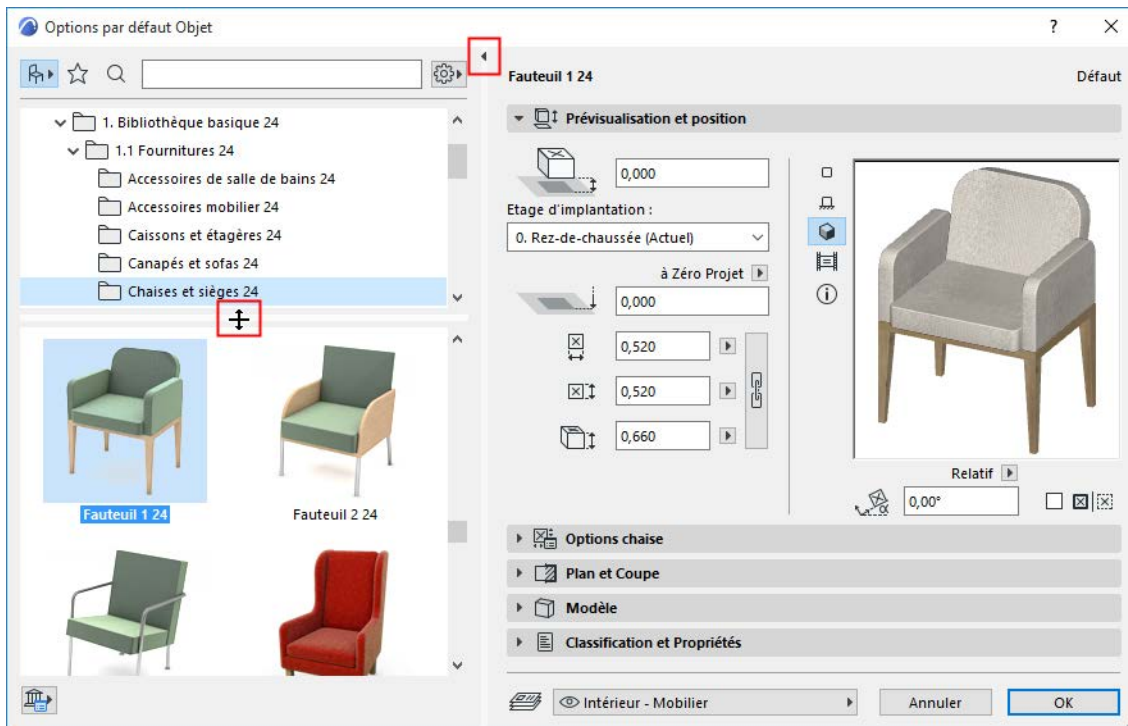 Options par défaut Objet
?
1. Bibliothèque basique 24
1.1 Fournitures 24
Accessoires de salle de bains 24
Accessoires mobilier 24
Caissons et étagères 24
Canapés et sofas 24
Chaises et sièges 24
Fauteuil 1 24
Fauteuil 2 24
Fauteuil 1 24
Défaut
Prévisualisation et position
0,000
Etage d'implantation :
0. Rez-de-chaussée (Actuel)
à Zéro Projet
0,000
0,520
0,520
0,660
Relatif
α
0,00°
Options chaise
Plan et Coupe
Modèle
Classification et Propriétés
Intérieur - Mobilier
Annuler
OK